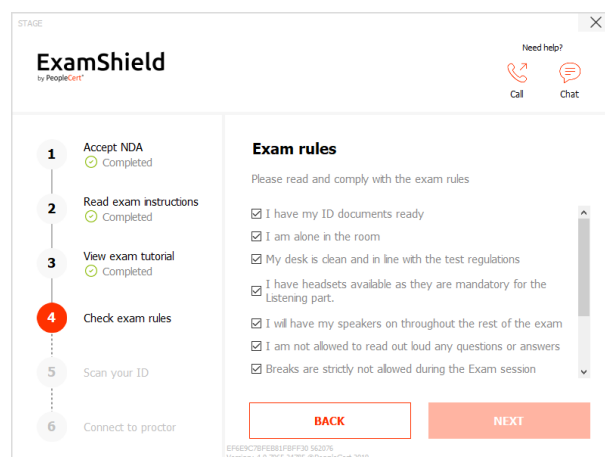 STAGE
ExamShield
by PeopleCert
Need help?
Call
Chat
1
Accept NDA
Completed
2
Read exam instructions
Completed
3
View exam tutorial
Completed
4
Check exam rules
5
Scan your ID
6
Connect to proctor
Exam rules
Please read and comply with the exam rules
I have my ID documents ready
I am alone in the room
My desk is clean and in line with the test regulations
I have headsets available as they are mandatory for the
Listening part.
I will have my speakers on throughout the rest of the exam
I am not allowed to read out loud any questions or answers
Breaks are strictly not allowed during the Exam session
BACK
NEXT